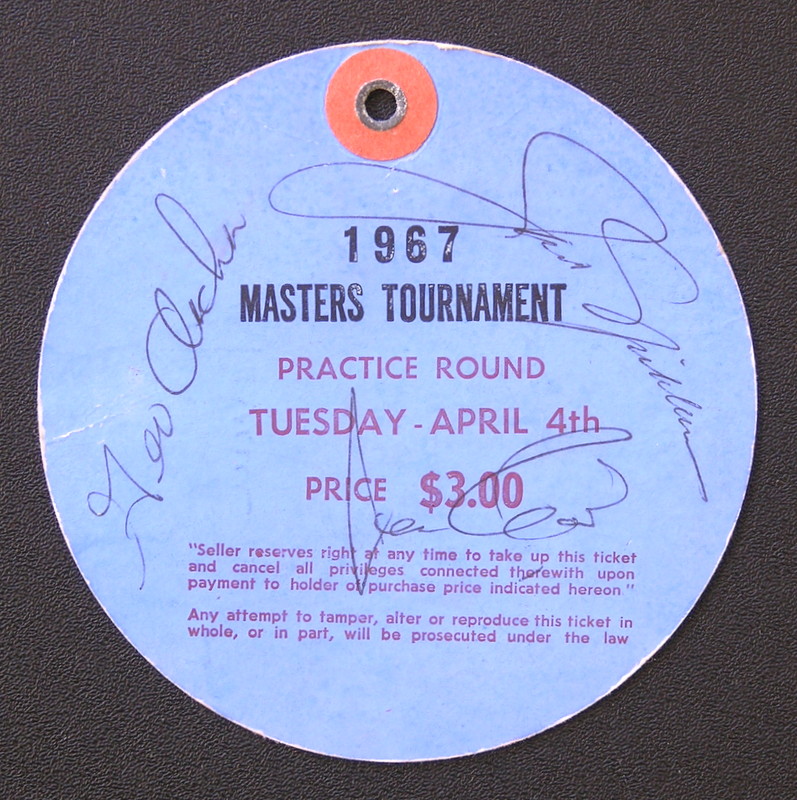 1967
MASTERS TOURNAMENT
PRACTICE ROUND
TUESDAY - APRIL 4th
PRICE $3.00
"Seller reserves right at any time to take up this ticket
and cancel all privileges connected therewith upon
payment to holder of purchase price indicated hereon"
Any attempt to tamper, alter or reproduce this ticket in
whole, or in part, will be prosecuted under the law